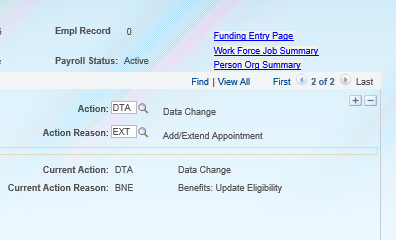 Empl Record 0
Funding Entry Page
Work Force Job Summary
Payroll Status: Active
Person Org Summary
Find | View All First 2 of 2 Last
Action: DTA Data Change
Action Reason: EXT Add/Extend Appointment
Current Action: DTA Data Change
Current Action Reason: BNE Benefits: Update Eligibility